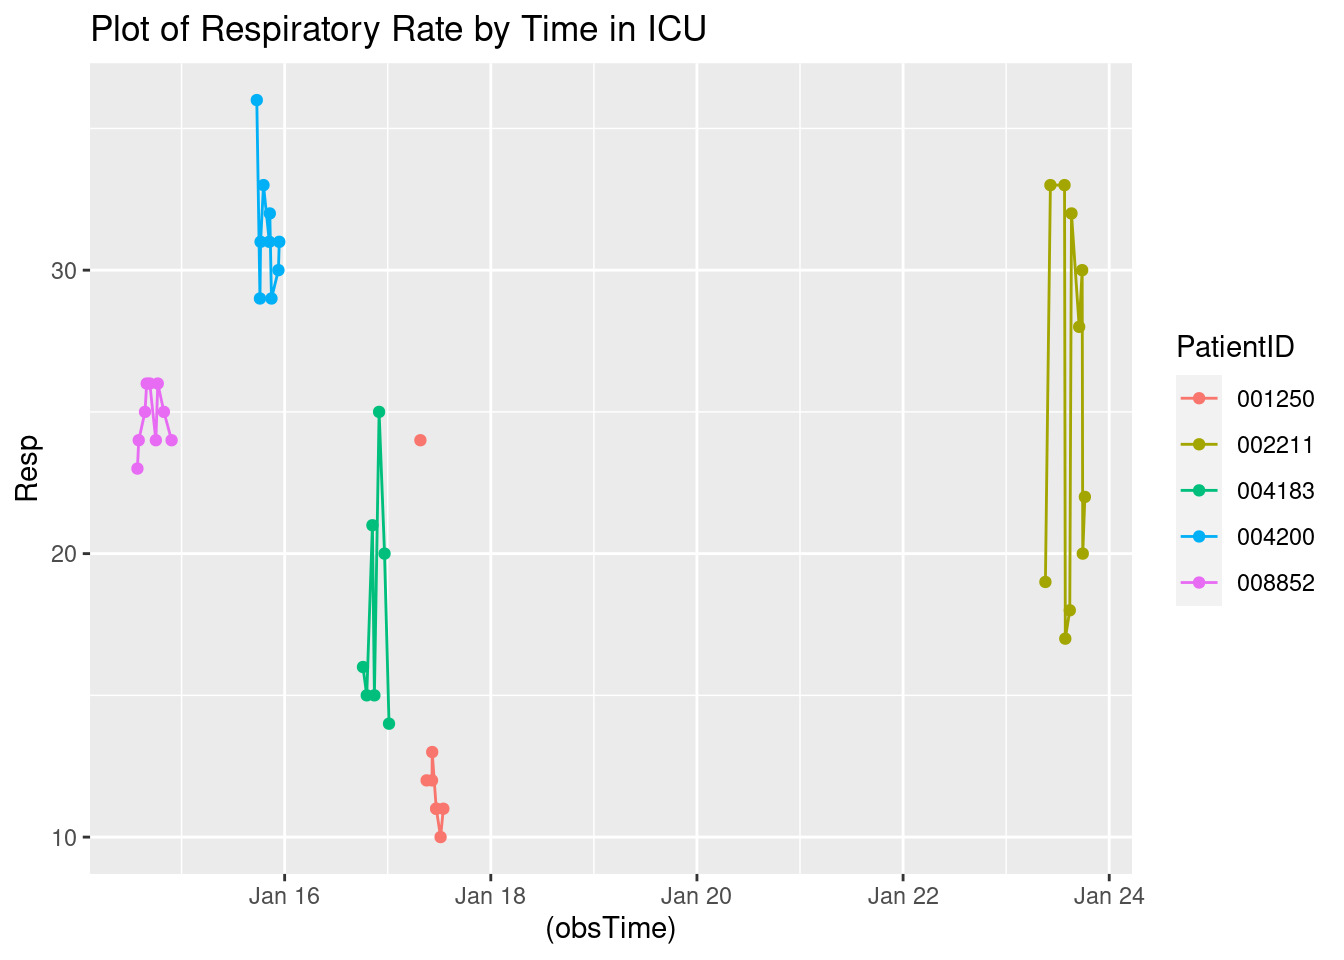 Plot of Respiratory Rate by Time in ICU
Resp
30
20
10
Jan 16
Jan 18
Jan 20
Jan 22
Jan 24
(obsTime)
PatientID
001250
002211
004183
004200
008852